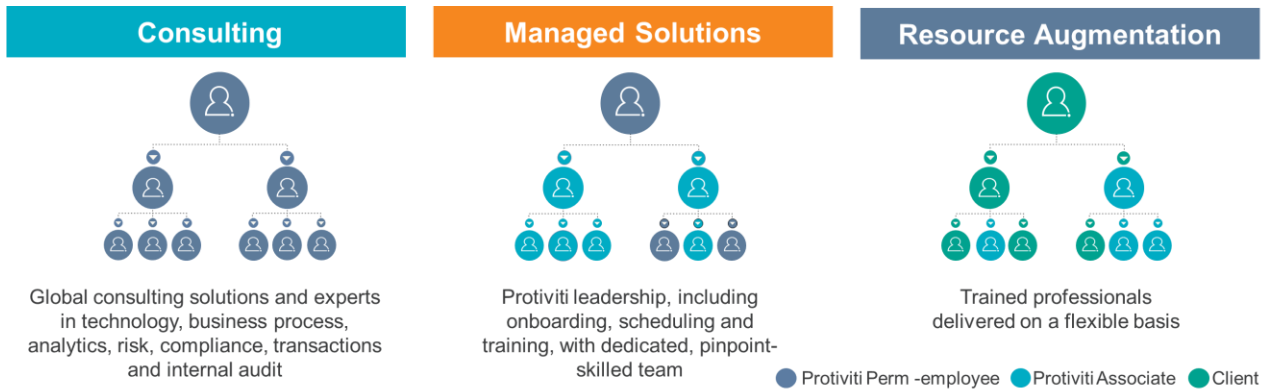 Consulting
Managed Solutions
Resource Augmentation
Global consulting solutions and experts
in technology, business process,
analytics, risk, compliance, transactions
and internal audit
Protiviti leadership, including
onboarding, scheduling and
training, with dedicated, pinpoint-
skilled team
Trained professionals
delivered on a flexible basis
Protiviti Perm -employee
Protiviti Associate
Client